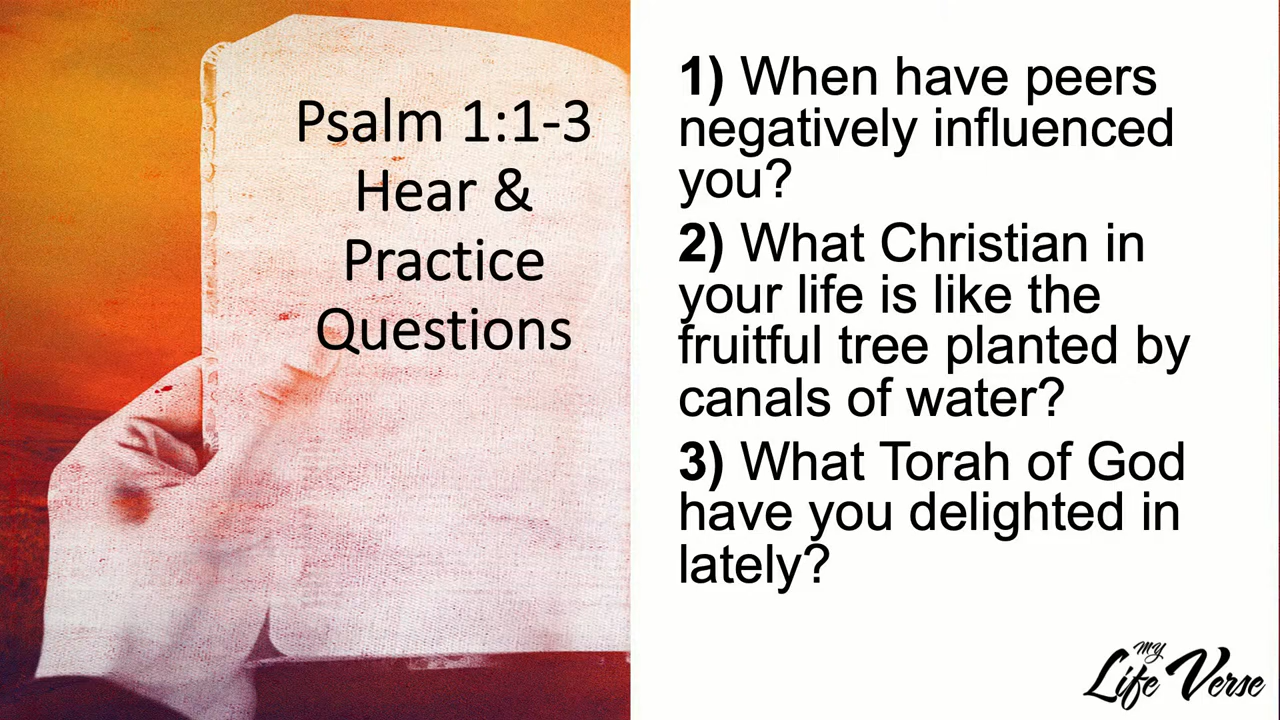 Psalm 1:1-3
Hear &
Practice
Questions
1) When have peers
negatively influenced
you?
2) What Christian in
your life is like the
fruitful tree planted by
canals of water?
3) What Torah of God
have you delighted in
lately?
MY
Life Verse